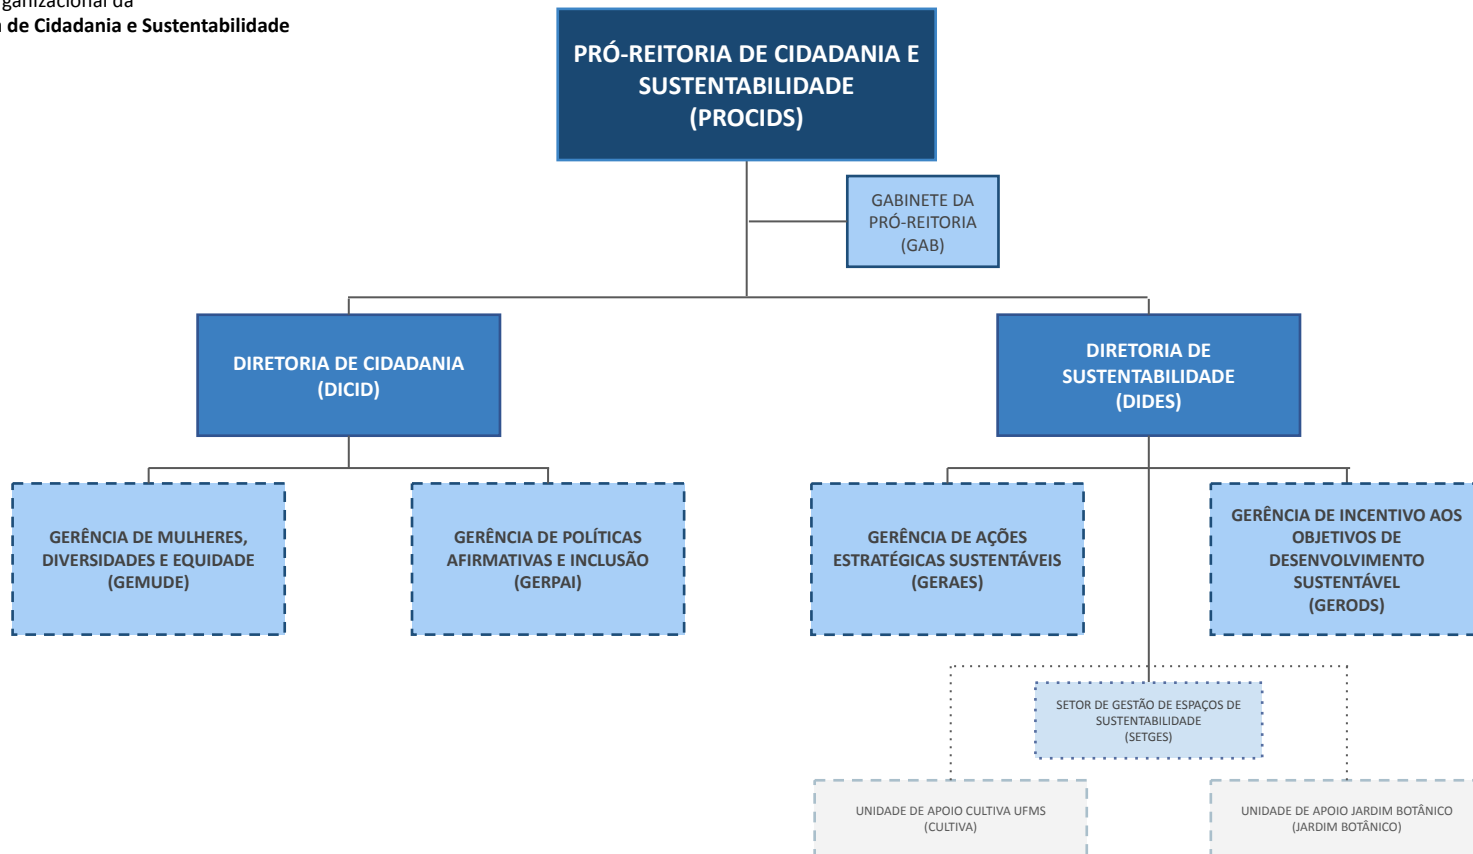 de Cidadania e Sustentabilidade
PRÓ-REITORIA DE CIDADANIA E
SUSTENTABILIDADE
(PROCIDS)
GABINETE DA
PRÓ-REITORIA
(GAB)
DIRETORIA DE CIDADANIA
(DICID)
DIRETORIA DE
SUSTENTABILIDADE
(DIDES)
GERÊNCIA DE MULHERES,
DIVERSIDADES E EQUIDADE
(GEMUDE)
GERÊNCIA DE POLÍTICAS
AFIRMATIVAS E INCLUSÃO
(GERPAI)
GERÊNCIA DE AÇÕES
ESTRATÉGICAS SUSTENTÁVEIS
(GERAES)
GERÊNCIA DE INCENTIVO AOS
OBJETIVOS DE
DESENVOLVIMENTO
SUSTENTÁVEL
(GERODS)
SETOR DE GESTÃO DE ESPAÇOS DE
SUSTENTABILIDADE
(SETGES)
UNIDADE DE APOIO CULTIVA UFMS
(CULTIVA)
UNIDADE DE APOIO JARDIM BOTÂNICO
(JARDIM BOTÂNICO)